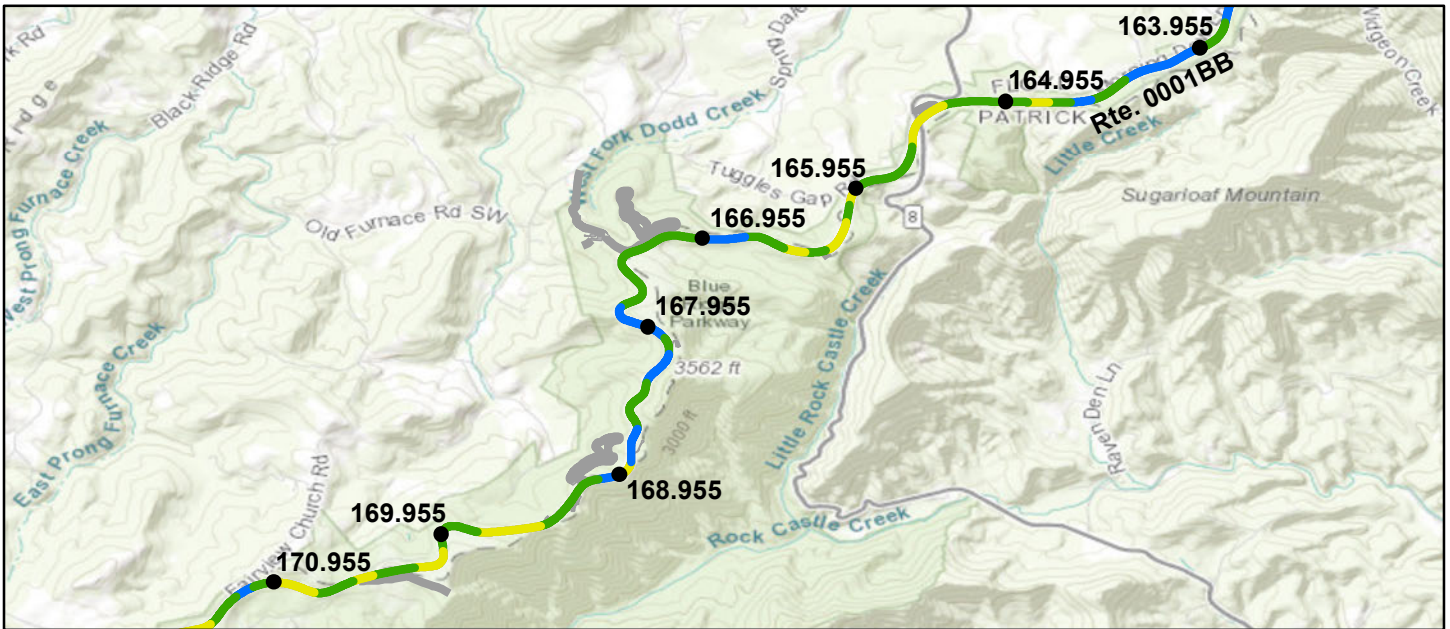 163.955
Black Ridge Rd
Spring Dale
Widgeon Creek
164.955
Rte. 0001BB
PATRICK
West Fork Dodd Creek
Little Creek
East Prong Furnace Creek
West Prong Furnace Creek
165.955
Tuggles Gap R
Sugarloaf Mountain
Old Furnace Rd SW
166.955
8
Blue
167.955
Parkway
3562 ft
Little Rock Castle Creek
Raven Den Ln
3000 ft
168.955
169.955
Rock Castle Creek
Fairview Church Rd
170.955